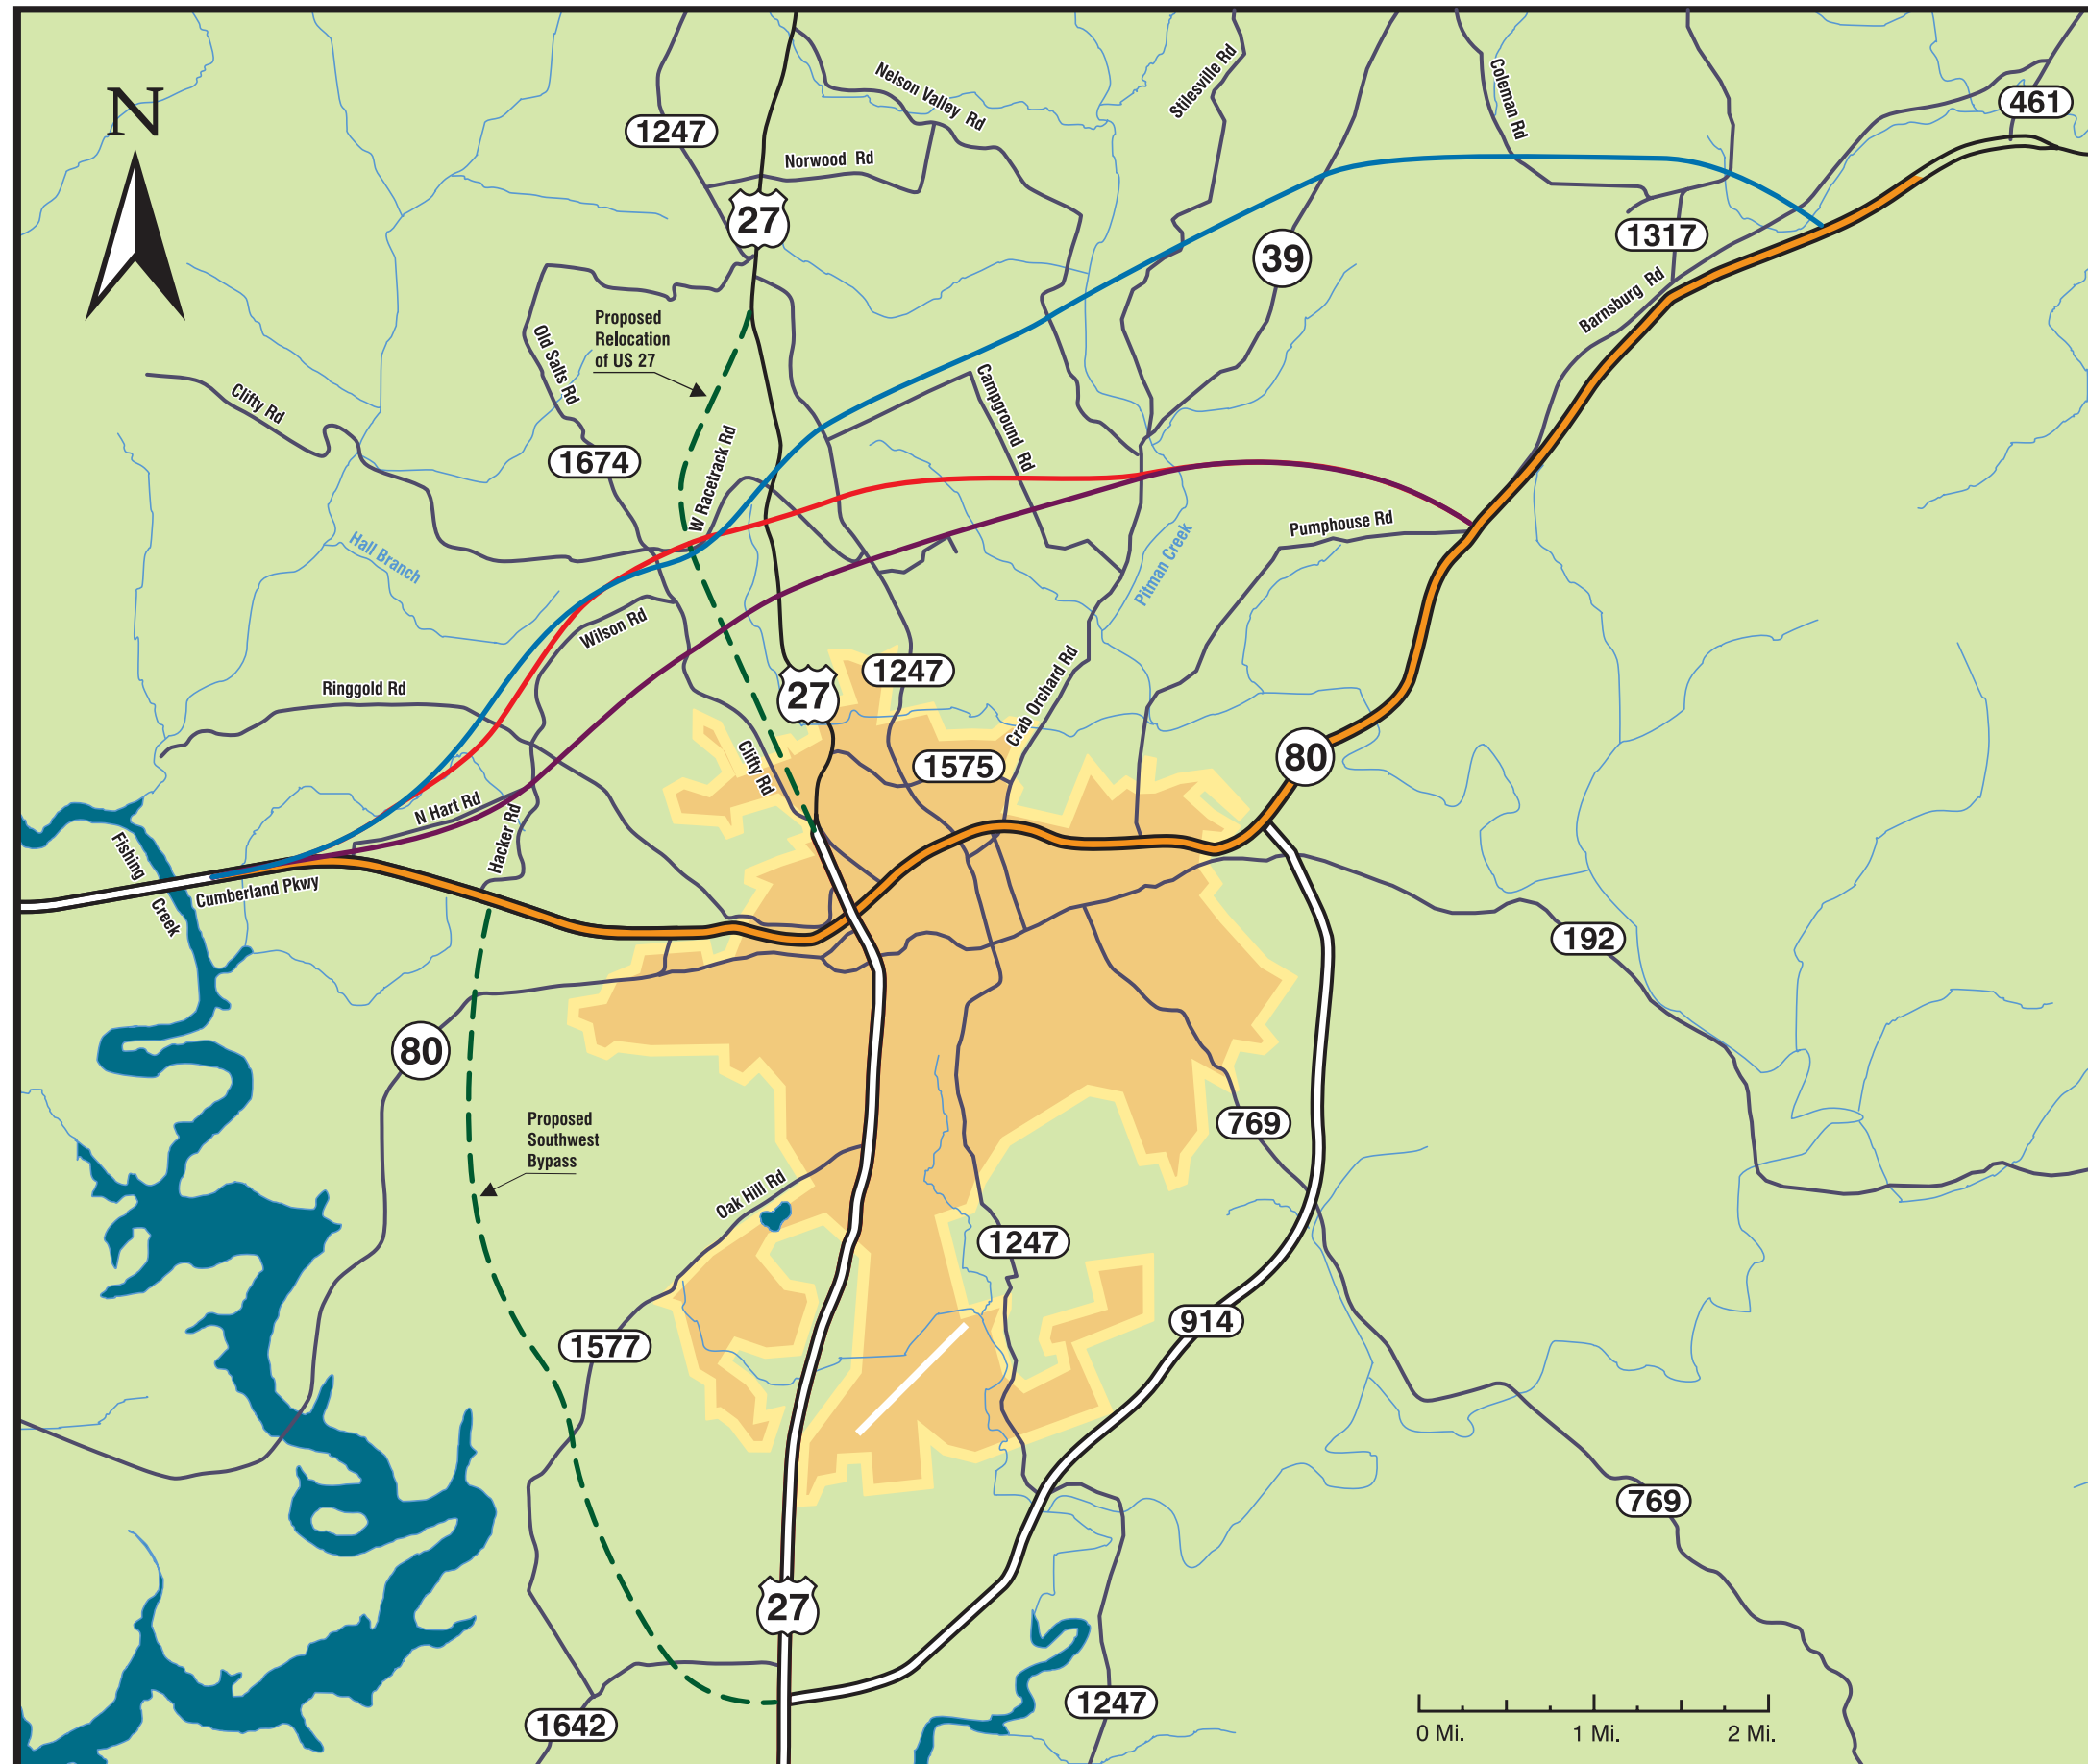 N
1247
Nelson Valley Rd
Stilesville Rd
Coleman Rd
461
Norwood Rd
27
39
1317
Barnsburg Rd
Proposed
Relocation
of US 27
Old Salts Rd
Clifty Rd
Campground Rd
1674
W Racetrack Rd
Hall Branch
Pumphouse Rd
Pitman Creek
Wilson Rd
Ringgold Rd
27
1247
Crab Orchard Rd
Clifty Rd
1575
80
N Hart Rd
Hacker Rd
Fishing
Creek
Cumberland Pkwy
192
80
Proposed
Southwest
Bypass
769
Oak Hill Rd
1247
914
1577
769
27
1642
1247
0 Mi.
1 Mi.
2 Mi.